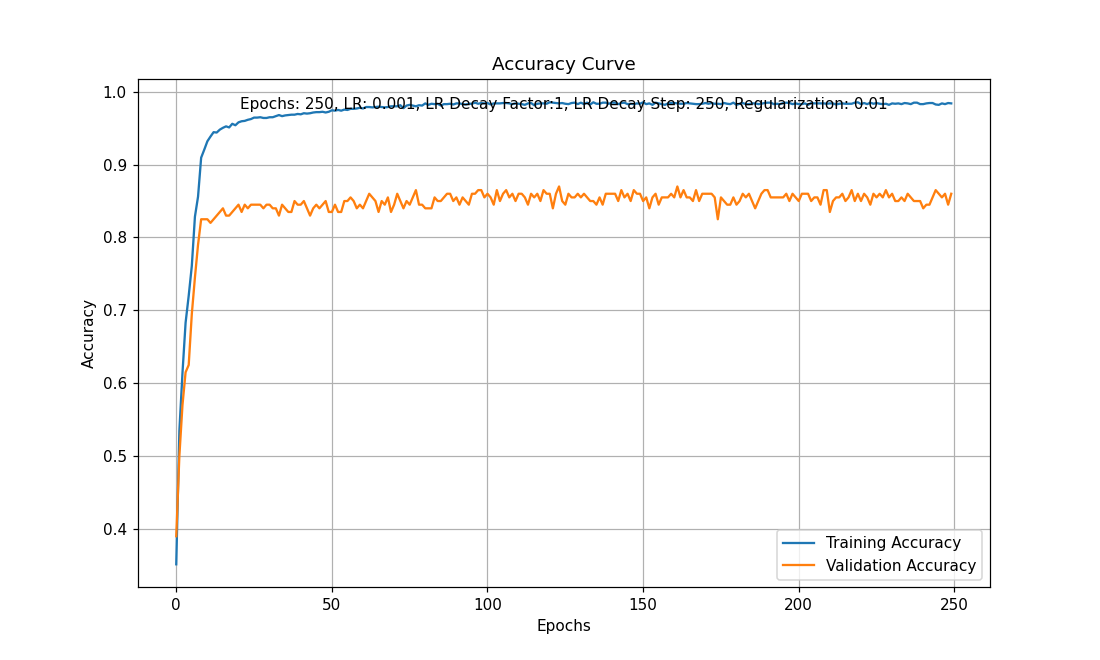 Accuracy Curve
1.0
Epochs: 250, LR: 0.001, LR Decay Factor:1, LR Decay Step: 250, Regularization: 0.01
0.9
0.8
0.7
0.6
0.5
0.4
Accuracy
Training Accuracy
Validation Accuracy
0 50 100 150 200 250
Epochs